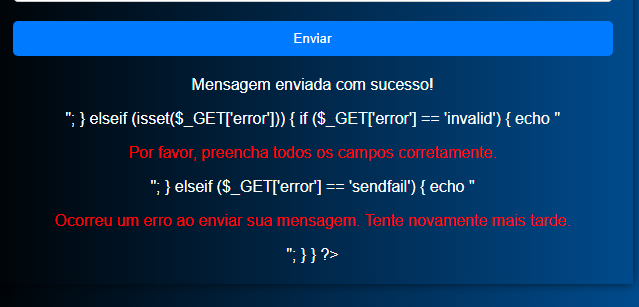 Enviar
Mensagem enviada com sucesso!
"; } elseif (isset($_GET['error'])) { if ($_GET['error'] == 'invalid') { echo "
Por favor, preencha todos os campos corretamente.
"; } elseif ($_GET['error'] == 'sendfail') { echo "
Ocorreu um erro ao enviar sua mensagem. Tente novamente mais tarde.
"; } } ?>